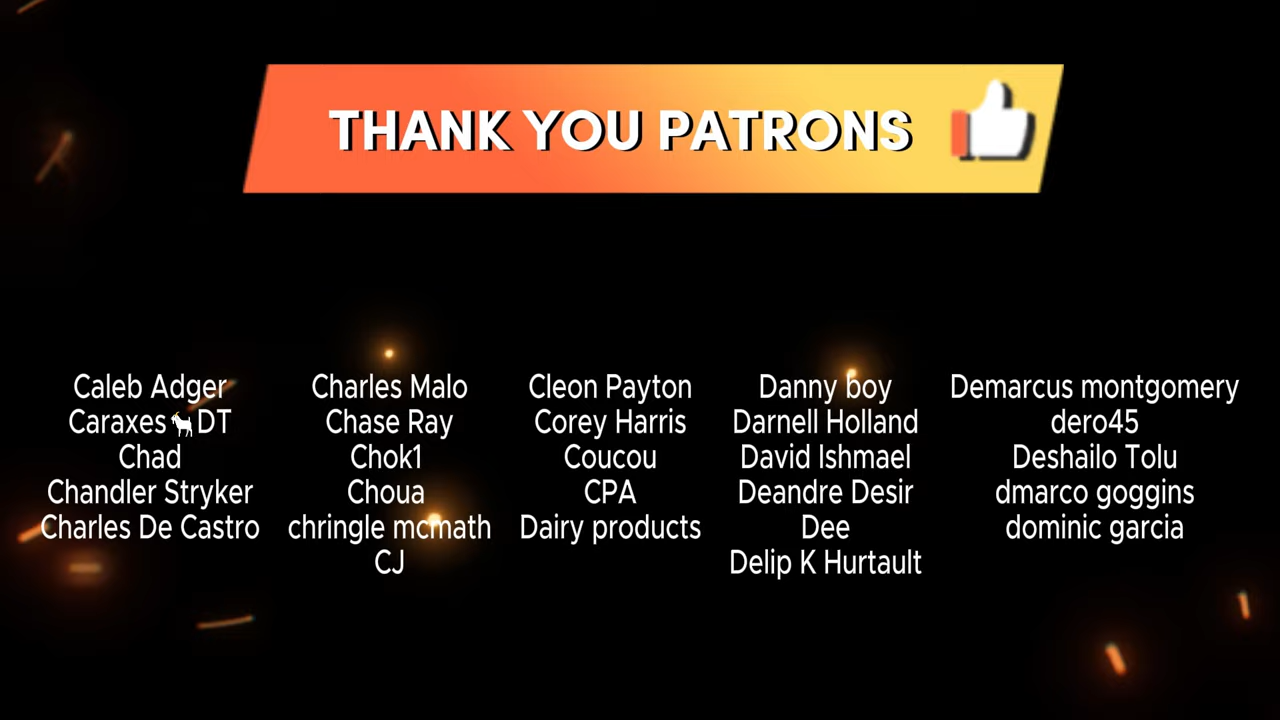 THANK YOU PATRONS
Caleb Adger
Caraxes🐐DT
Chad
Chandler Stryker
Charles De Castro
Charles Malo
Chase Ray
Chok1
Choua
chringle mcmath
CJ
Cleon Payton
Corey Harris
Coucou
CPA
Dairy products
Danny boy
Darnell Holland
David Ishmael
Deandre Desir
Dee
Delip K Hurtault
Demarcus montgomery
dero45
Deshailo Tolu
dmarco goggins
dominic garcia